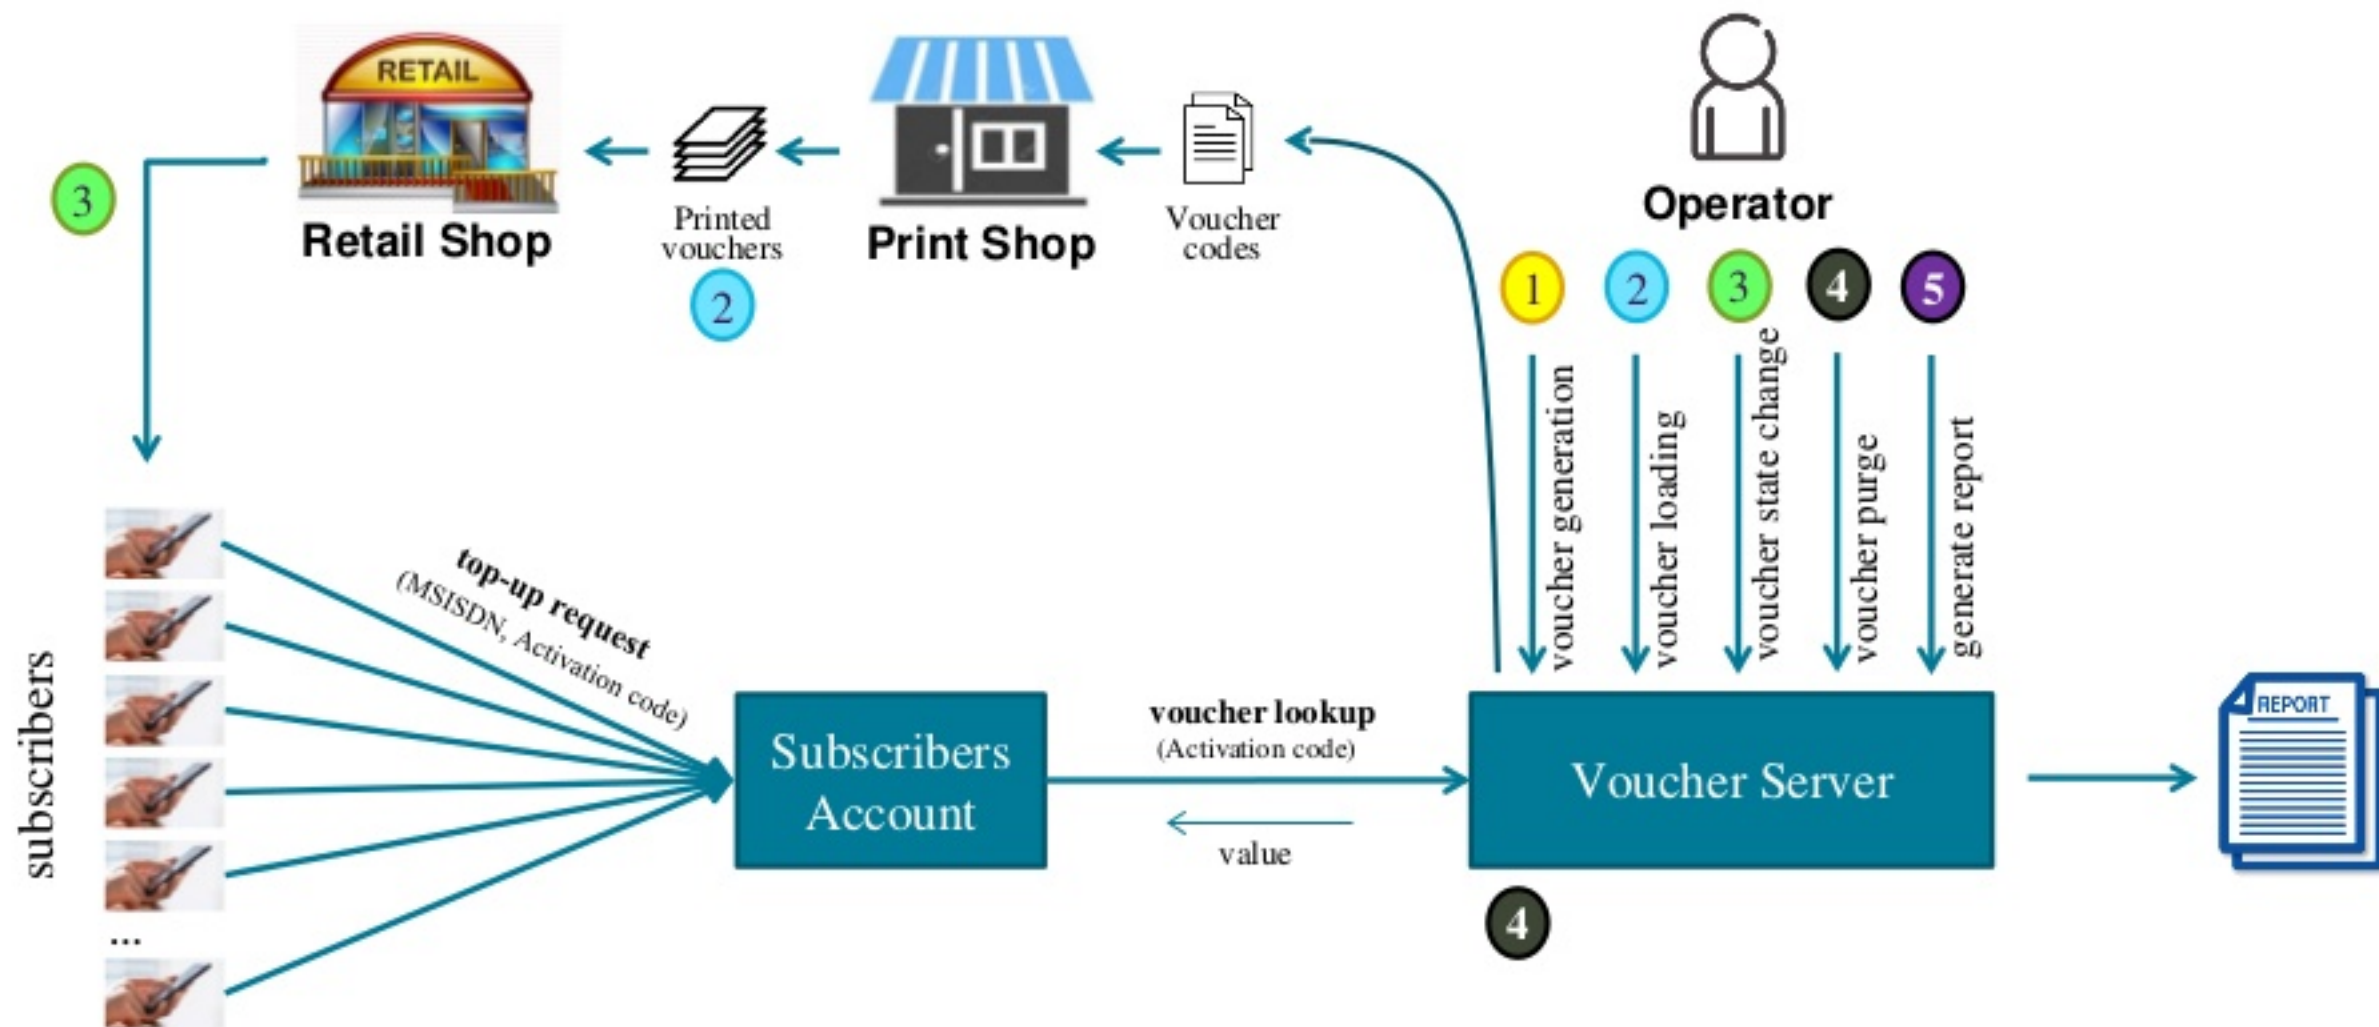 RETAIL
Retail Shop
3
Printed
vouchers
2
Print Shop
Voucher
codes
Operator
1
2
3
4
5
voucher generation
voucher loading
voucher state change
voucher purge
generate report
subscribers
...
top-up request
(MSISDN, Activation code)
Subscribers
Account
voucher lookup
(Activation code)
value
Voucher Server
4
REPORT